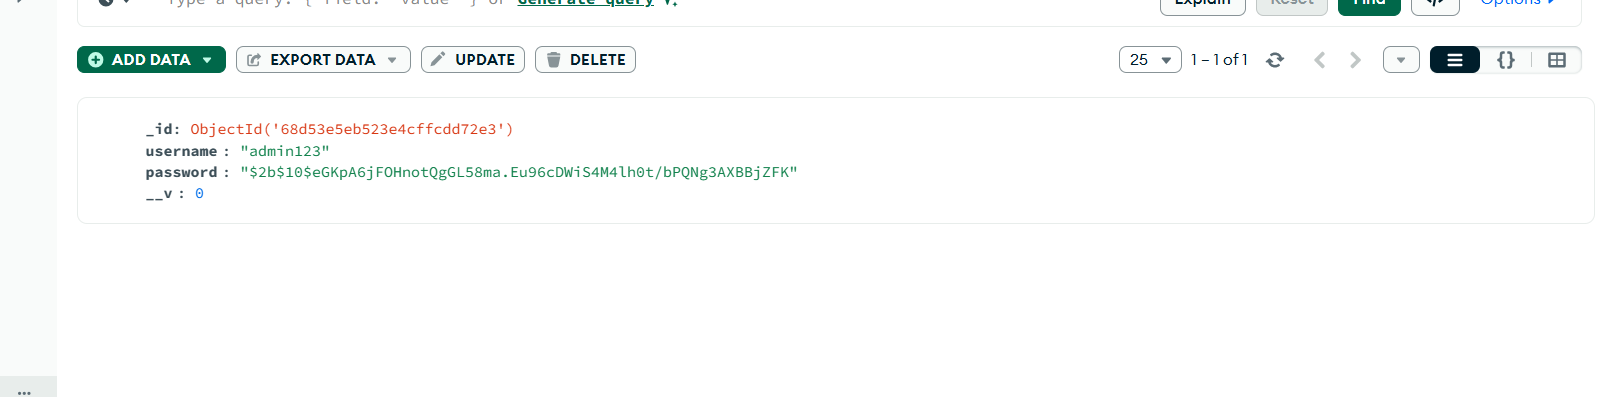 Type a query: { field: 'value' } or Generate query
Explain Reset Find </> Options
ADD DATA EXPORT DATA UPDATE DELETE 25 1 – 1 of 1 {}
_id: ObjectId('68d53e5eb523e4cffcdd72e3')
username : "admin123"
password : "$2b$10$eGKpA6jFOHnotQgGL58ma.Eu96cDWiS4M4lh0t/bPQNg3AXBBjZFK"
__v : 0
...